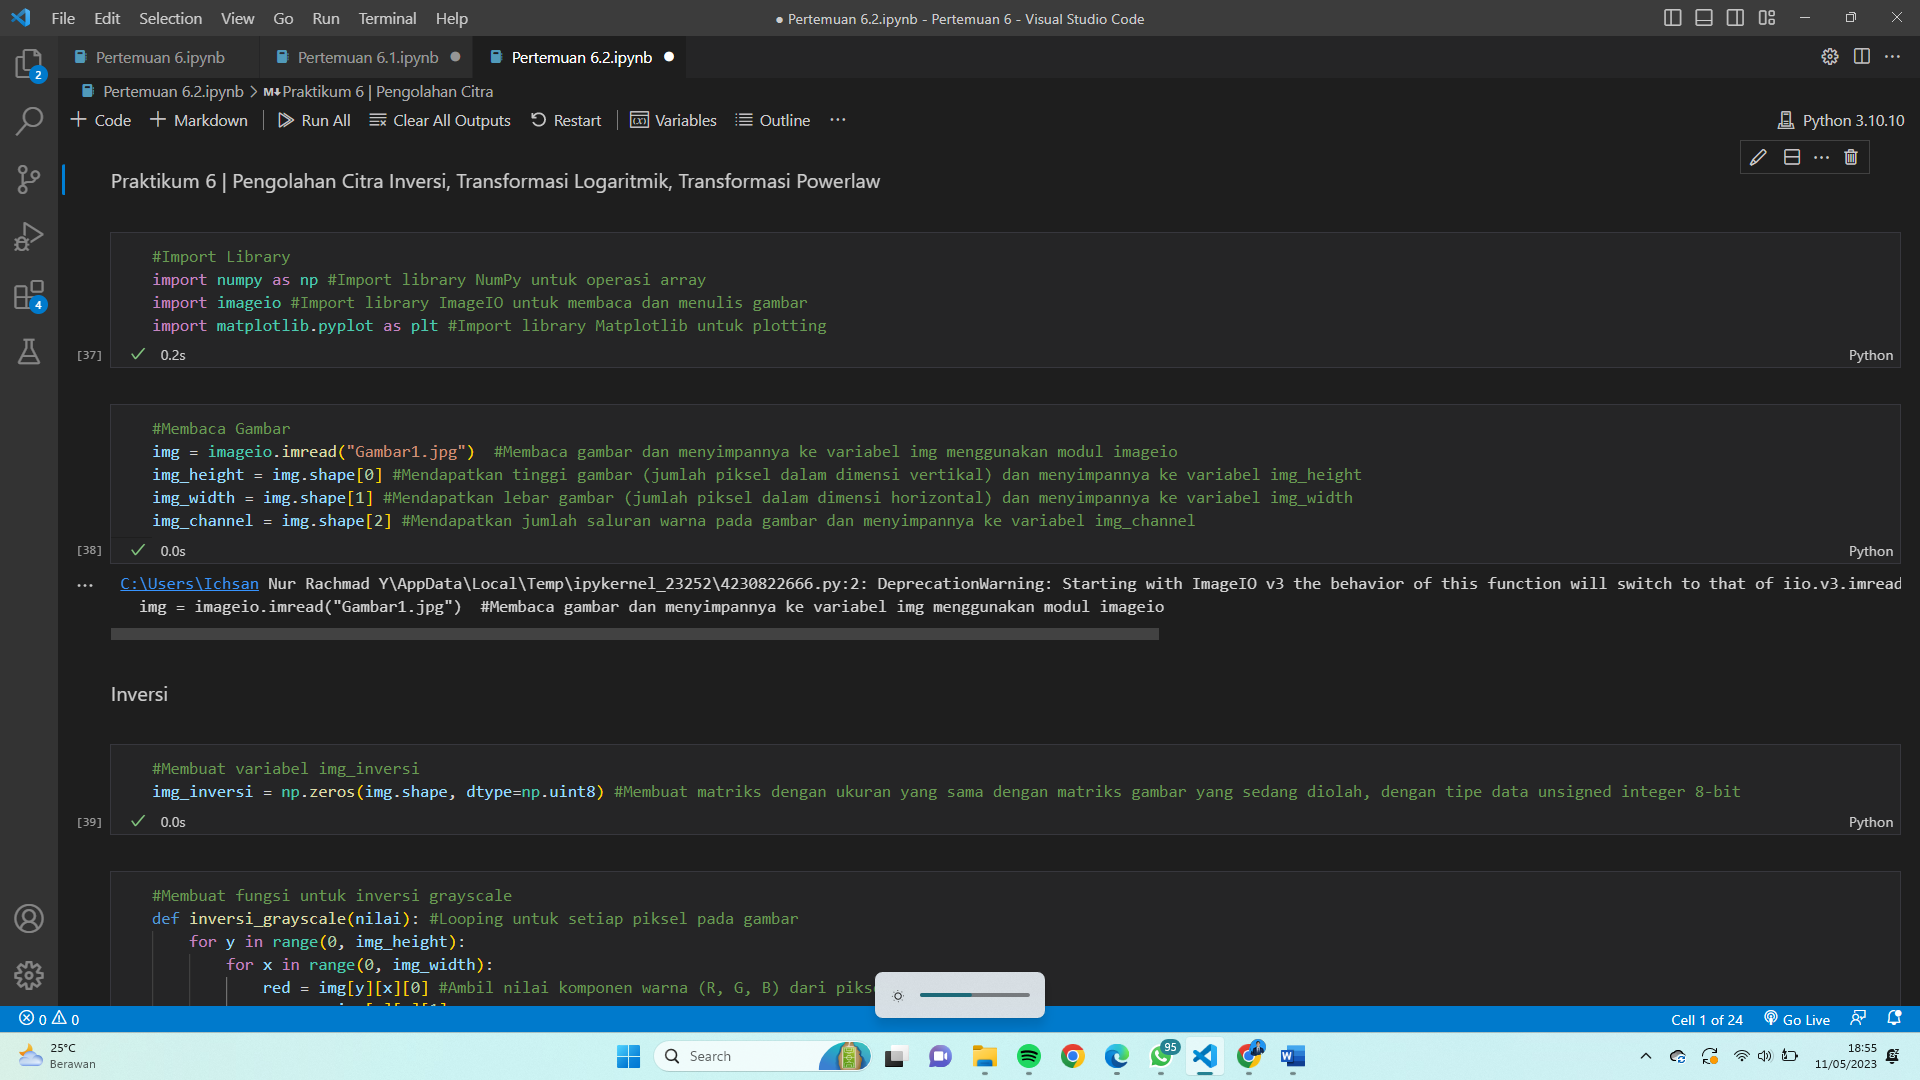 File Edit Selection View Go Run Terminal Help
● Pertemuan 6.2.ipynb - Pertemuan 6 - Visual Studio Code
Pertemuan 6.ipynb
Pertemuan 6.1.ipynb
Pertemuan 6.2.ipynb
Pertemuan 6.2.ipynb > M↓Praktikum 6 | Pengolahan Citra
+ Code + Markdown | Run All Clear All Outputs Restart | Variables Outline ...
Python 3.10.10
2
4
Praktikum 6 | Pengolahan Citra Inversi, Transformasi Logaritmik, Transformasi Powerlaw
#Import Library
import numpy as np #Import library NumPy untuk operasi array
import imageio #Import library ImageIO untuk membaca dan menulis gambar
import matplotlib.pyplot as plt #Import library Matplotlib untuk plotting
[37] ✓ 0.2s Python
#Membaca Gambar
img = imageio.imread("Gambar1.jpg")  #Membaca gambar dan menyimpannya ke variabel img menggunakan modul imageio
img_height = img.shape[0] #Mendapatkan tinggi gambar (jumlah piksel dalam dimensi vertikal) dan menyimpannya ke variabel img_height
img_width = img.shape[1] #Mendapatkan lebar gambar (jumlah piksel dalam dimensi horizontal) dan menyimpannya ke variabel img_width
img_channel = img.shape[2] #Mendapatkan jumlah saluran warna pada gambar dan menyimpannya ke variabel img_channel
[38] ✓ 0.0s Python
... C:\Users\Ichsan Nur Rachmad Y\AppData\Local\Temp\ipykernel_23252\4230822666.py:2: DeprecationWarning: Starting with ImageIO v3 the behavior of this function will switch to that of iio.v3.imread
img = imageio.imread("Gambar1.jpg")  #Membaca gambar dan menyimpannya ke variabel img menggunakan modul imageio
Inversi
#Membuat variabel img_inversi
img_inversi = np.zeros(img.shape, dtype=np.uint8) #Membuat matriks dengan ukuran yang sama dengan matriks gambar yang sedang diolah, dengan tipe data unsigned integer 8-bit
[39] ✓ 0.0s Python
#Membuat fungsi untuk inversi grayscale
def inversi_grayscale(nilai): #Looping untuk setiap piksel pada gambar
for y in range(0, img_height):
for x in range(0, img_width):
red = img[y][x][0] #Ambil nilai komponen warna (R, G, B) dari
0 0
Cell 1 of 24 Go Live
25°C
Berawan
Search
95
18:55
11/05/2023